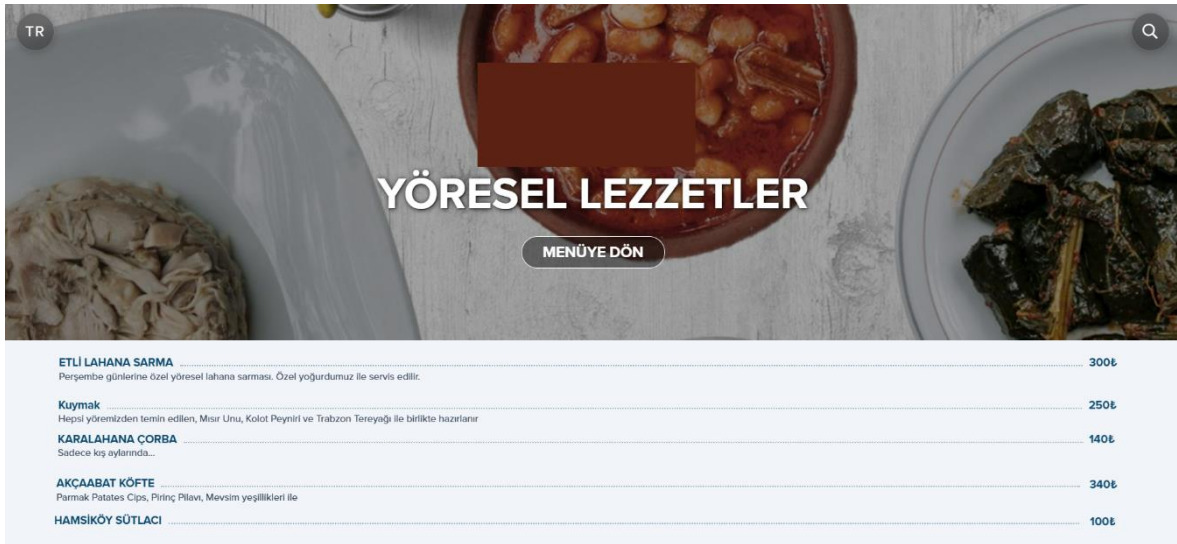 TR
YÖRESEL LEZZETLER
MENÜYE DÖN
ETLİ LAHANA SARMA 300₺
Perşembe günlerine özel yöresel lahana sarması. Özel yoğurdumuz ile servis edilir.
Kuymak 250₺
Hepsi yöremizden temin edilen, Mısır Unu, Kolot Peyniri ve Trabzon Tereyağı ile birlikte hazırlanır
KARALAHANA ÇORBA 140₺
Sadece kış aylarında...
AKÇAABAT KÖFTE 340₺
Parmak Patates Cips, Pirinç Pilavı, Mevsim yeşillikleri ile
HAMSİKÖY SÜTLACI 100₺